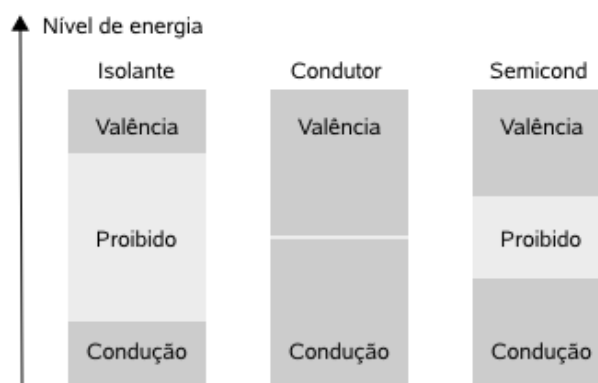 Nível de energia
Isolante Condutor Semicond
Valência Valência Valência
Proibido Proibido
Condução Condução Condução